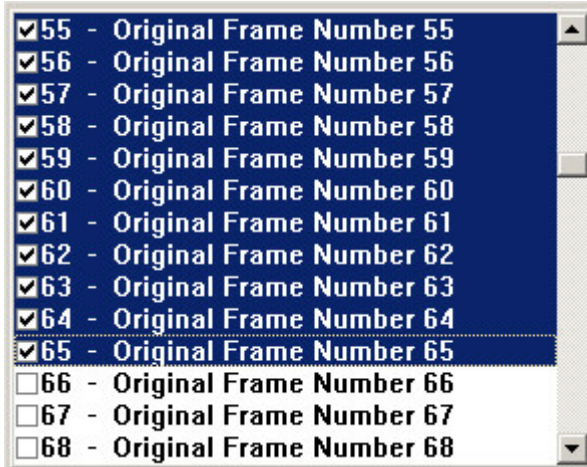 55 - Original Frame Number 55
56 - Original Frame Number 56
57 - Original Frame Number 57
58 - Original Frame Number 58
59 - Original Frame Number 59
60 - Original Frame Number 60
61 - Original Frame Number 61
62 - Original Frame Number 62
63 - Original Frame Number 63
64 - Original Frame Number 64
65 - Original Frame Number 65
66 - Original Frame Number 66
67 - Original Frame Number 67
68 - Original Frame Number 68